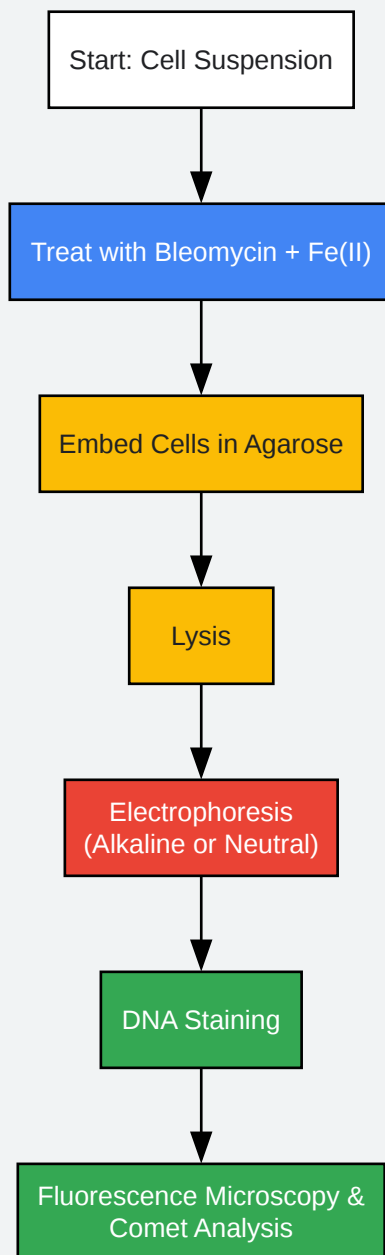 Start: Cell Suspension
Treat with Bleomycin + Fe(II)
Embed Cells in Agarose
Lysis
Electrophoresis
(Alkaline or Neutral)
DNA Staining
Fluorescence Microscopy &
Comet Analysis